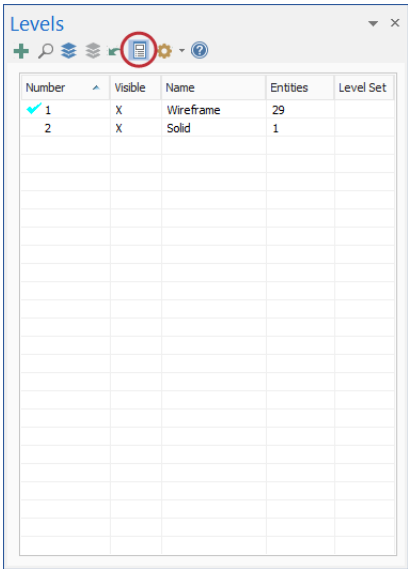 Levels
Number Visible Name Entities Level Set
1 X Wireframe 29
2 X Solid 1